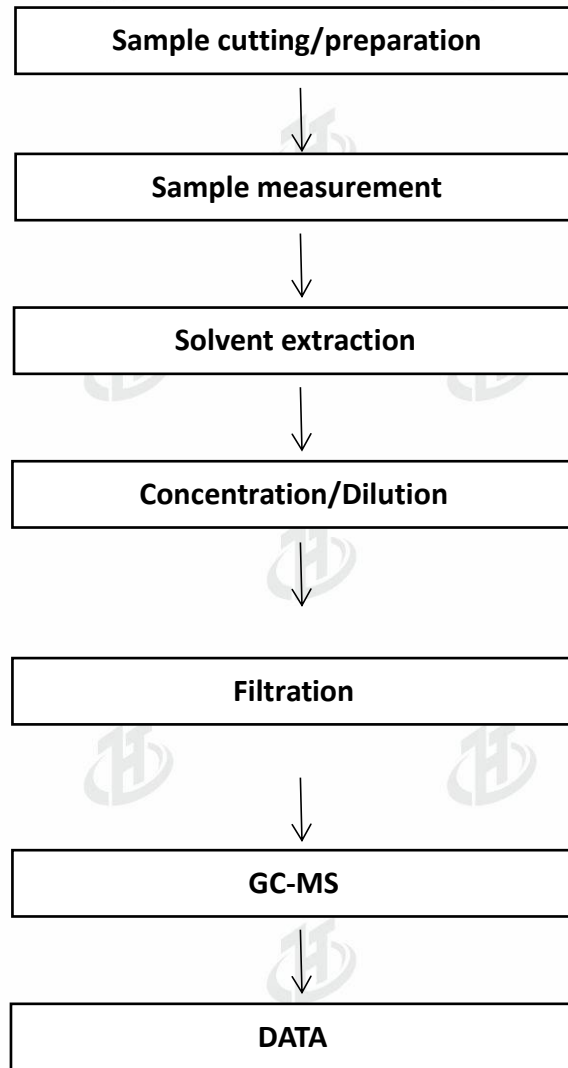 Sample cutting/preparation
Sample measurement
Solvent extraction
Concentration/Dilution
Filtration
GC-MS
DATA